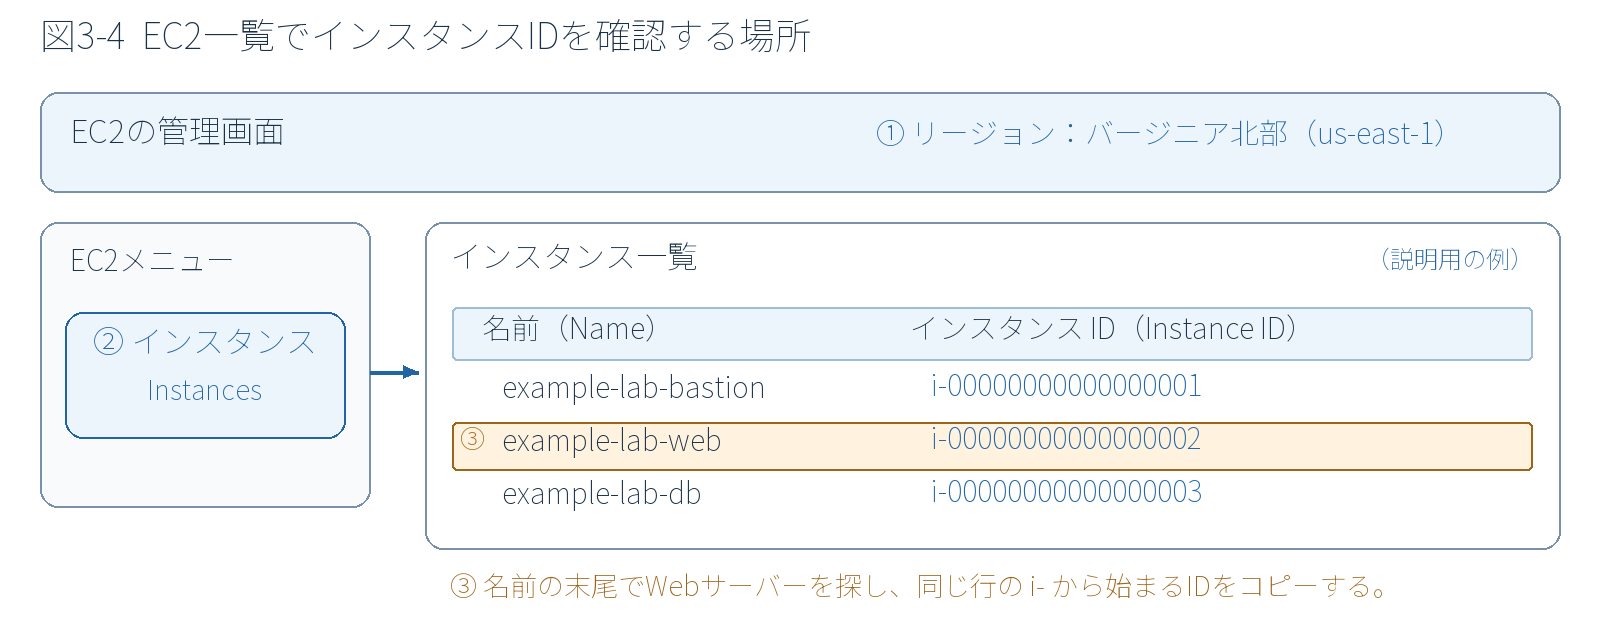 図3-4 EC2一覧でインスタンスIDを確認する場所
EC2の管理画面
① リージョン：バージニア北部（us-east-1）
EC2メニュー
② インスタンス
Instances
インスタンス一覧
（説明用の例）
名前（Name） インスタンス ID（Instance ID）
example-lab-bastion i-00000000000000001
③ example-lab-web i-00000000000000002
example-lab-db i-00000000000000003
③ 名前の末尾でWebサーバーを探し、同じ行の i- から始まるIDをコピーする。